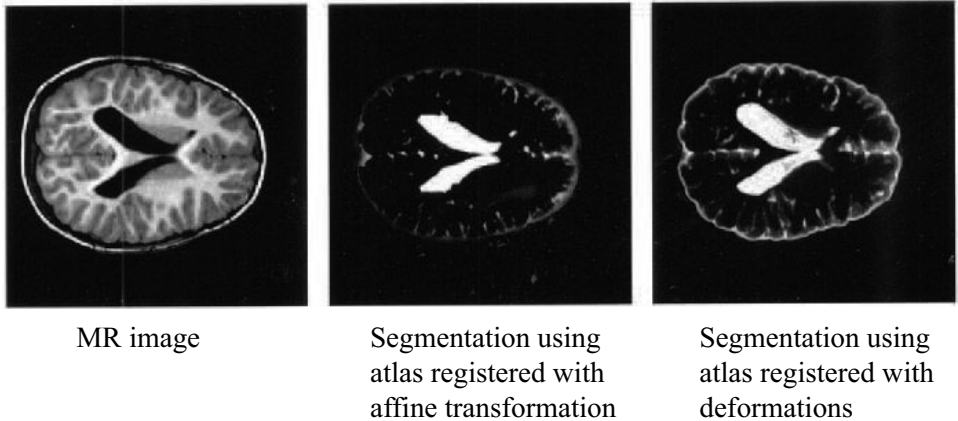 MR image
Segmentation using
atlas registered with
affine transformation
Segmentation using
atlas registered with
deformations